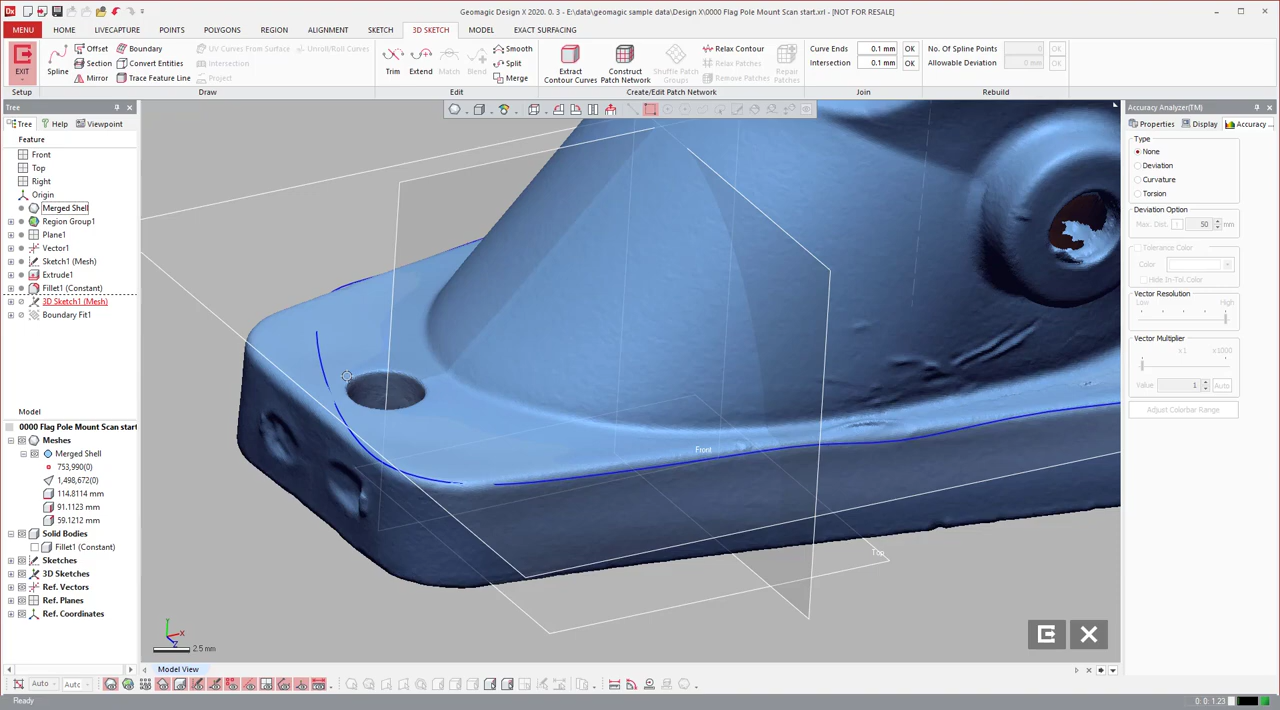 Geomagic Design X 2020. 0. 3 - E:\data\geomagic sample data\Design X\0000 Flag Pole Mount Scan start.xrl - [NOT FOR RESALE]
MENU HOME LIVECAPTURE POINTS POLYGONS REGION ALIGNMENT SKETCH 3D SKETCH MODEL EXACT SURFACING
EXIT
Setup
Spline
Offset
Section
Mirror
Boundary
Convert Entities
Trace Feature Line
UV Curves From Surface
Intersection
Project
Unroll/Roll Curves
Draw
Trim
Extend
Match
Blend
Smooth
Split
Merge
Edit
Extract Contour Curves
Construct Patch Network
Shuffle Patch Groups
Relax Contour
Relax Patches
Remove Patches
Repair Patches
Create/Edit Patch Network
Curve Ends 0.1 mm OK
Intersection 0.1 mm OK
Join
No. Of Spline Points 0 OK
Allowable Deviation 0 mm OK
Rebuild
Tree
Tree Help Viewpoint
Feature
Front
Top
Right
Origin
Merged Shell
Region Group1
Plane1
Vector1
Sketch1 (Mesh)
Extrude1
Fillet1 (Constant)
3D Sketch1 (Mesh)
Boundary Fit1
Model
0000 Flag Pole Mount Scan start
Meshes
Merged Shell
753,990(0)
1,498,672(0)
114.8114 mm
91.1123 mm
59.1212 mm
Solid Bodies
Fillet1 (Constant)
Sketches
3D Sketches
Ref. Vectors
Ref. Planes
Ref. Coordinates
Front
Top
Y
X
Z
2.5 mm
Model View
Accuracy Analyzer(TM)
Properties Display Accuracy ...
Type
None
Deviation
Curvature
Torsion
Deviation Option
Max. Dist. 50 mm
Tolerance Color
Color
Hide In-Tol. Color
Vector Resolution
Low High
Vector Multiplier
x1 x1000
Value 1 Auto
Adjust Colorbar Range
Auto Auto
Ready
0: 0: 1.23